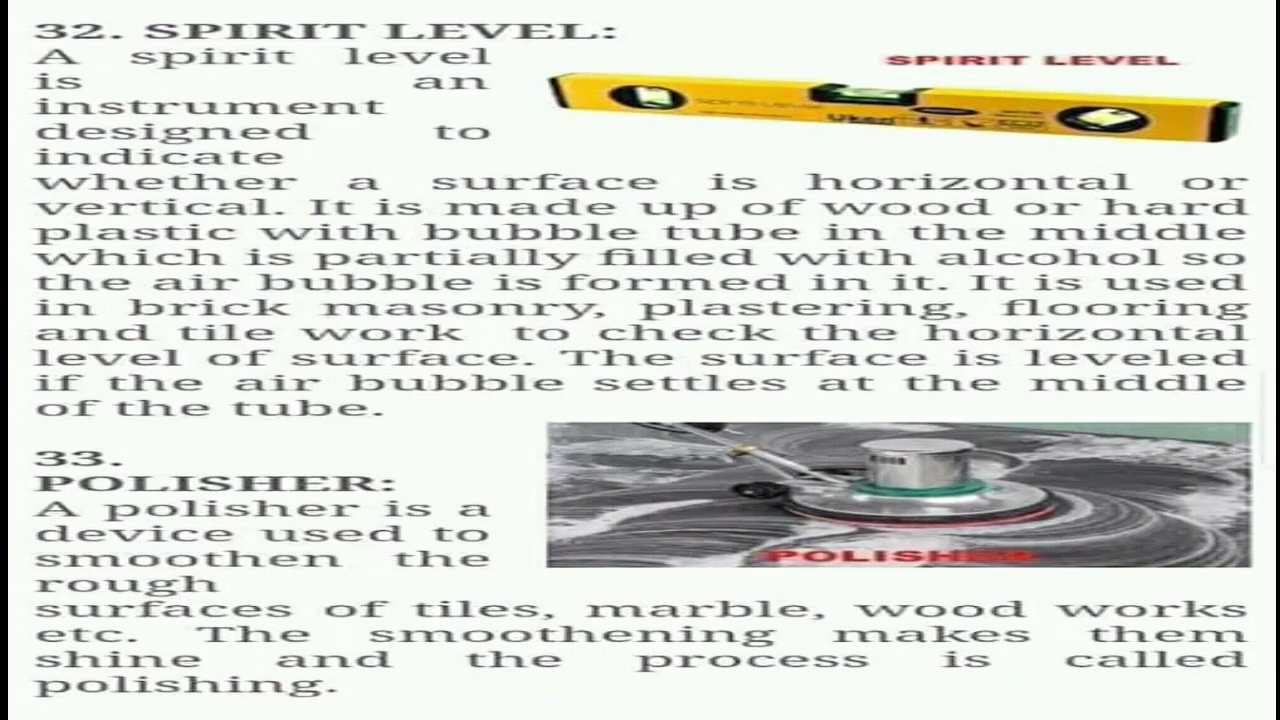 32. SPIRIT LEVEL:
A spirit level
is an
instrument
designed to
indicate
SPIRIT LEVEL
whether a surface is horizontal or
vertical. It is made up of wood or hard
plastic with bubble tube in the middle
which is partially filled with alcohol so
the air bubble is formed in it. It is used
in brick masonry, plastering, flooring
and tile work to check the horizontal
level of surface. The surface is leveled
if the air bubble settles at the middle
of the tube.
33.
POLISHER:
A polisher is a
device used to
smoothen the
rough
POLISHER
surfaces of tiles, marble, wood works
etc. The smoothening makes them
shine and the process is called
polishing.